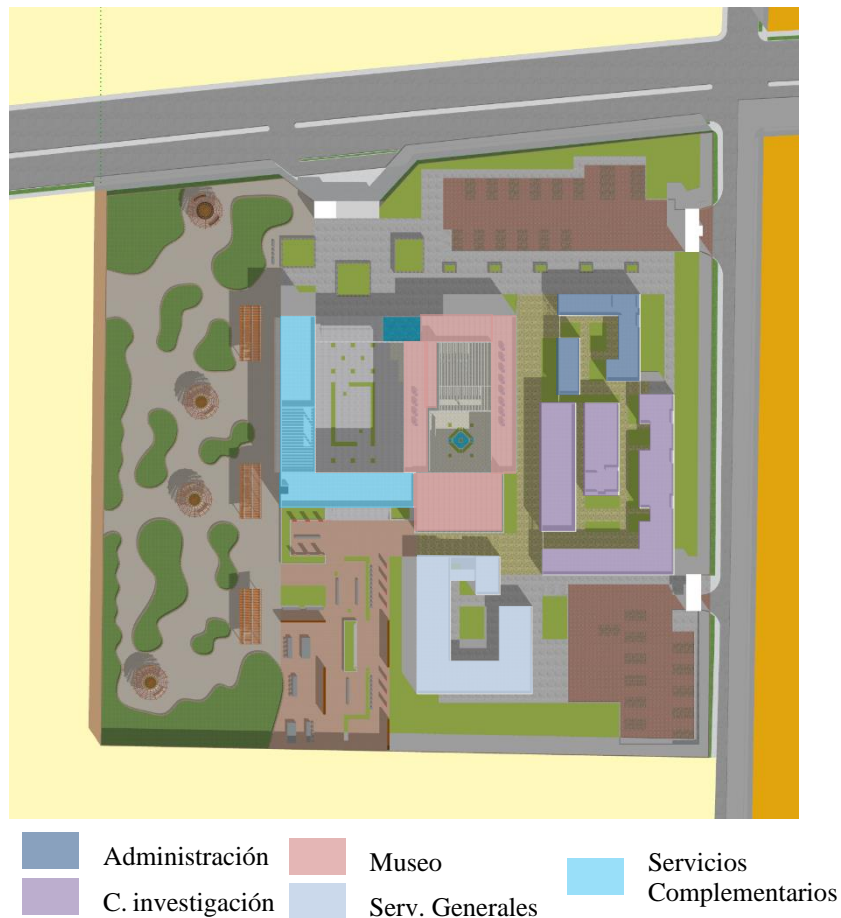 Administración
C. investigación
Museo
Serv. Generales
Servicios
Complementarios